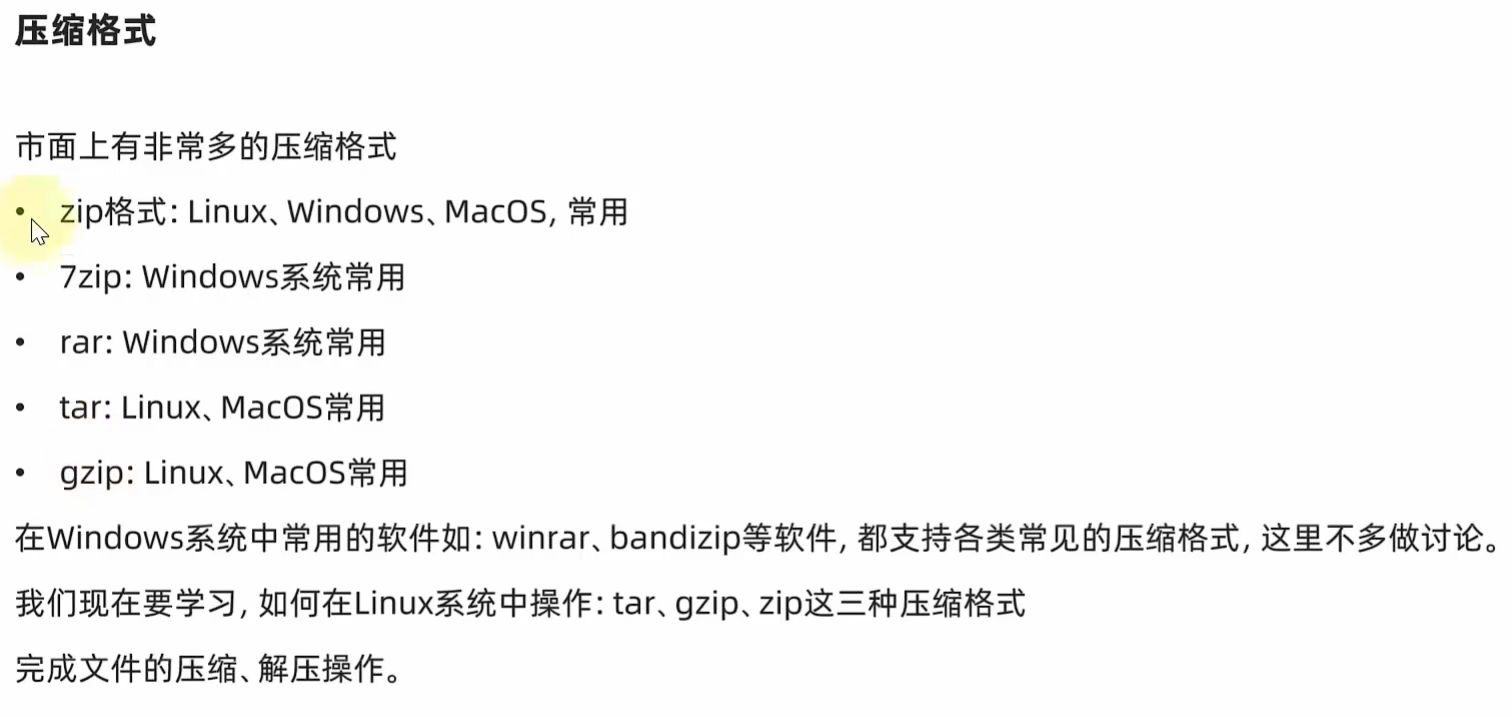 压缩格式
市面上有非常多的压缩格式
• zip格式: Linux、Windows、MacOS, 常用
• 7zip: Windows系统常用
• rar: Windows系统常用
• tar: Linux、MacOS常用
• gzip: Linux、MacOS常用
在Windows系统中常用的软件如: winrar、bandizip等软件, 都支持各类常见的压缩格式, 这里不多做讨论。
我们现在要学习, 如何在Linux系统中操作: tar、gzip、zip这三种压缩格式
完成文件的压缩、解压操作。